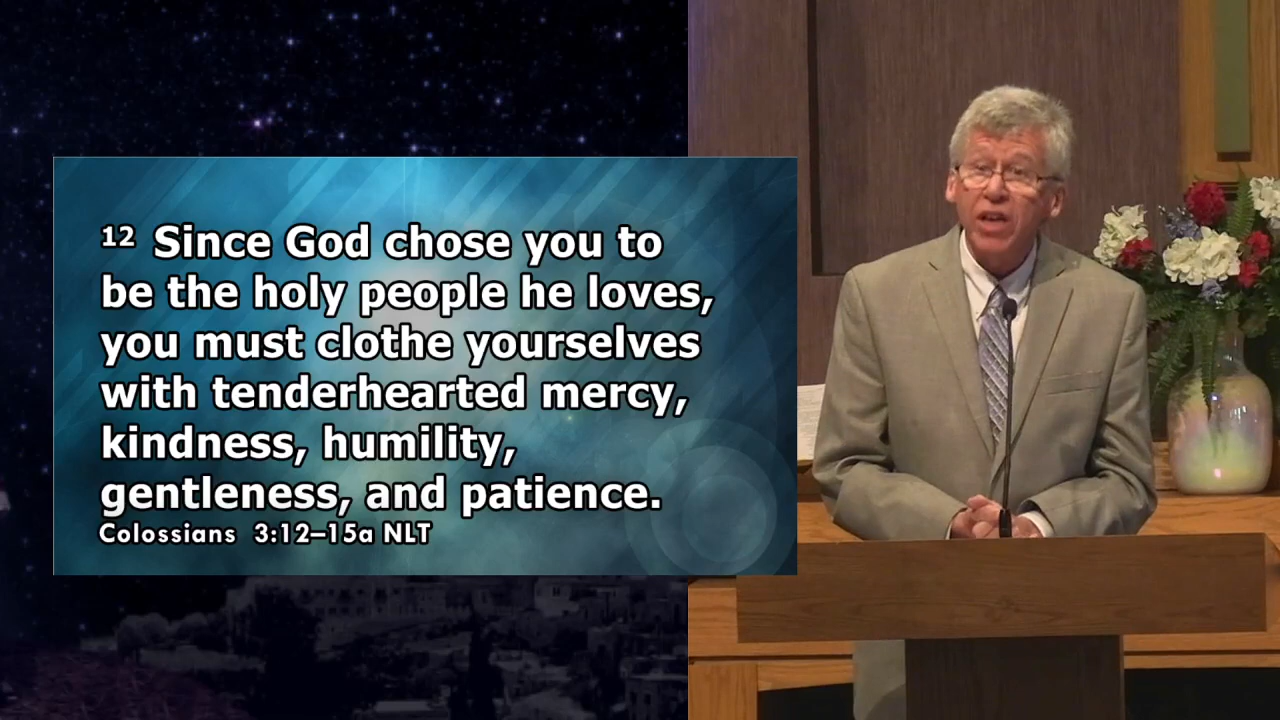 12 Since God chose you to
be the holy people he loves,
you must clothe yourselves
with tenderhearted mercy,
kindness, humility,
gentleness, and patience.
Colossians 3:12–15a NLT